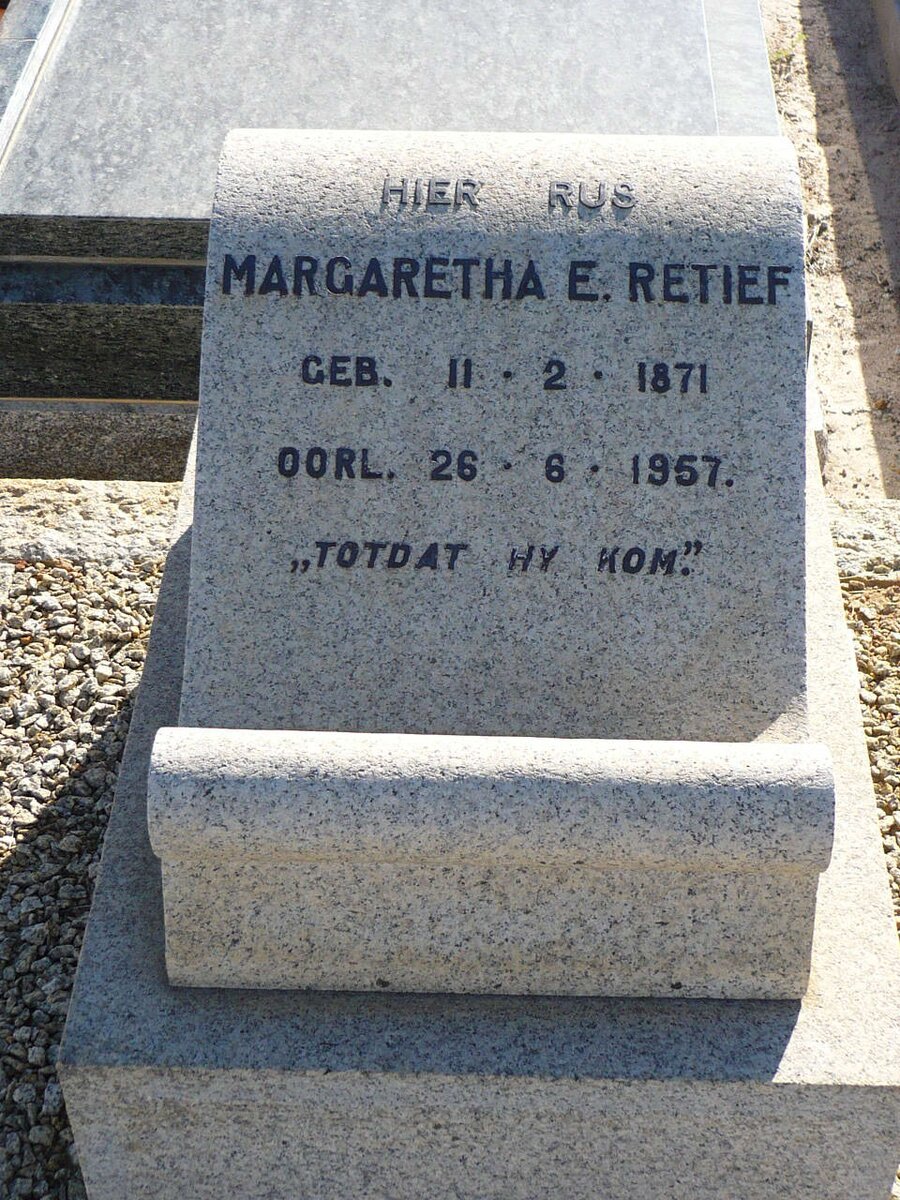 HIER RUS
MARGARETHA E. RETIEF
GEB. 11 · 2 · 1871
OORL. 26 · 6 · 1957.
„TOTDAT HY KOM.”